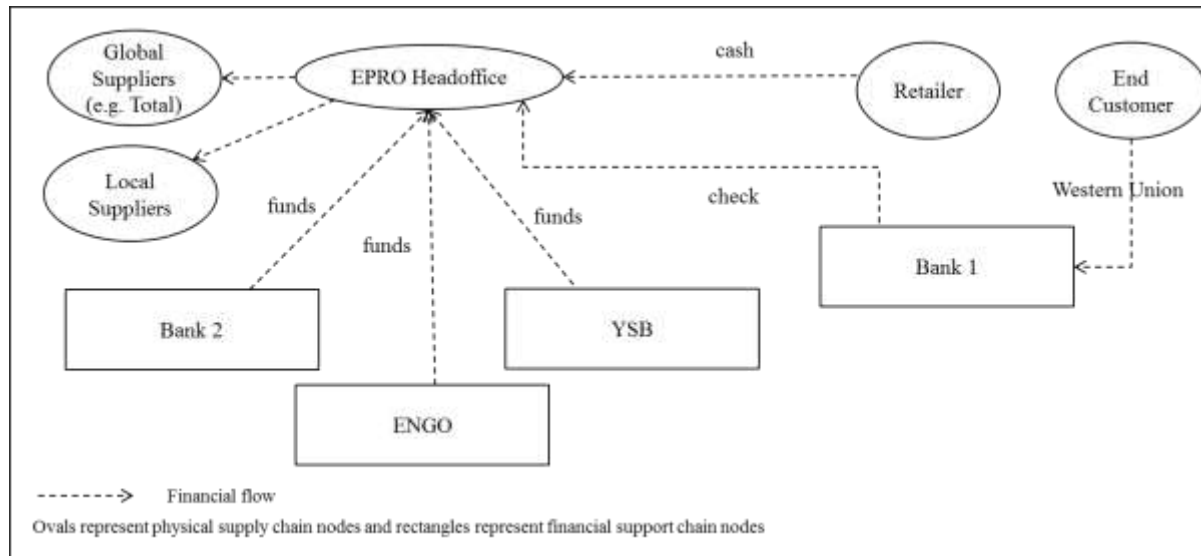 Global
Suppliers
(e.g. Total)
EPRO Headoffice
cash
Retailer
End
Customer
Local
Suppliers
funds
funds
funds
check
Western Union
Bank 1
Bank 2
YSB
ENGO
Financial flow
Ovals represent physical supply chain nodes and rectangles represent financial support chain nodes